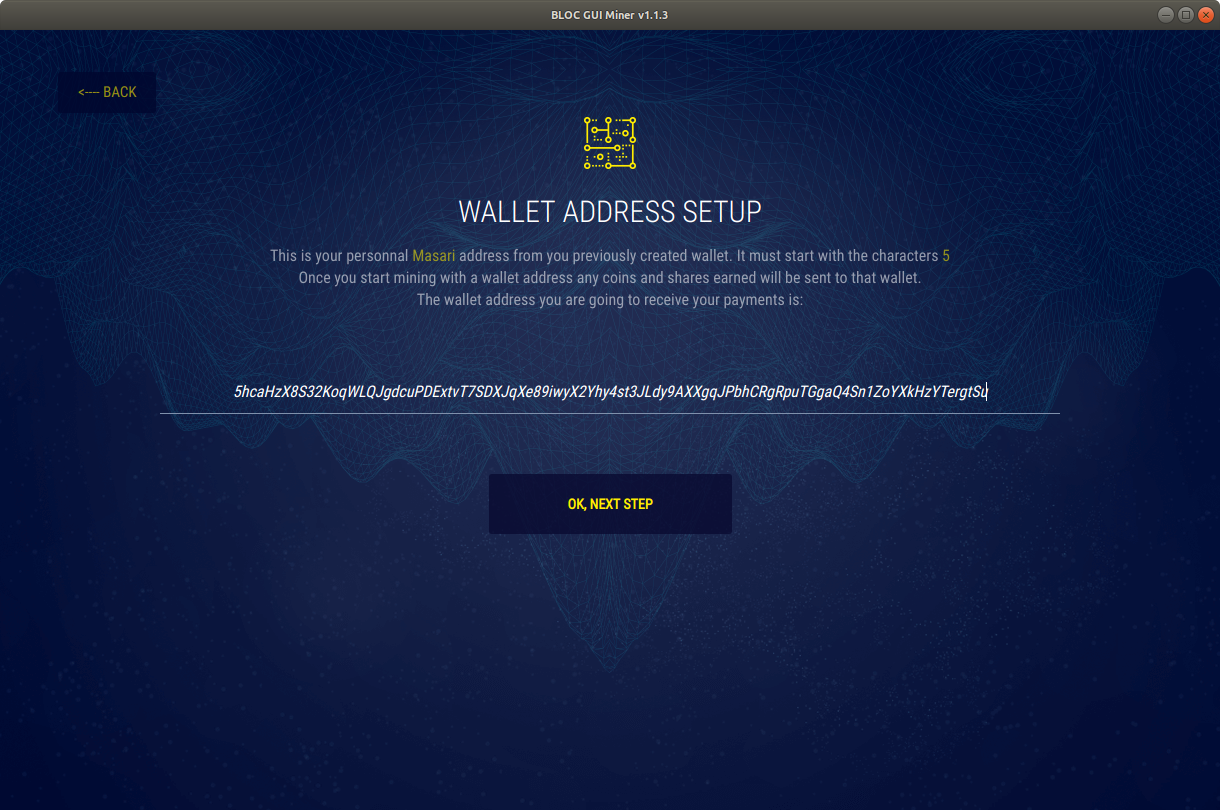 BLOC GUI Miner v1.1.3
<---- BACK
WALLET ADDRESS SETUP
This is your personnal Masari address from you previously created wallet. It must start with the characters 5
Once you start mining with a wallet address any coins and shares earned will be sent to that wallet.
The wallet address you are going to receive your payments is:
5hcaHzX8S32KoqWLQJgdcuPDExtvT7SDXJqXe89iwyX2Yhy4st3JLdy9AXXgqJPbhCRgRpuTGgaQ4Sn1ZoYXkHzYTergtSu
OK, NEXT STEP